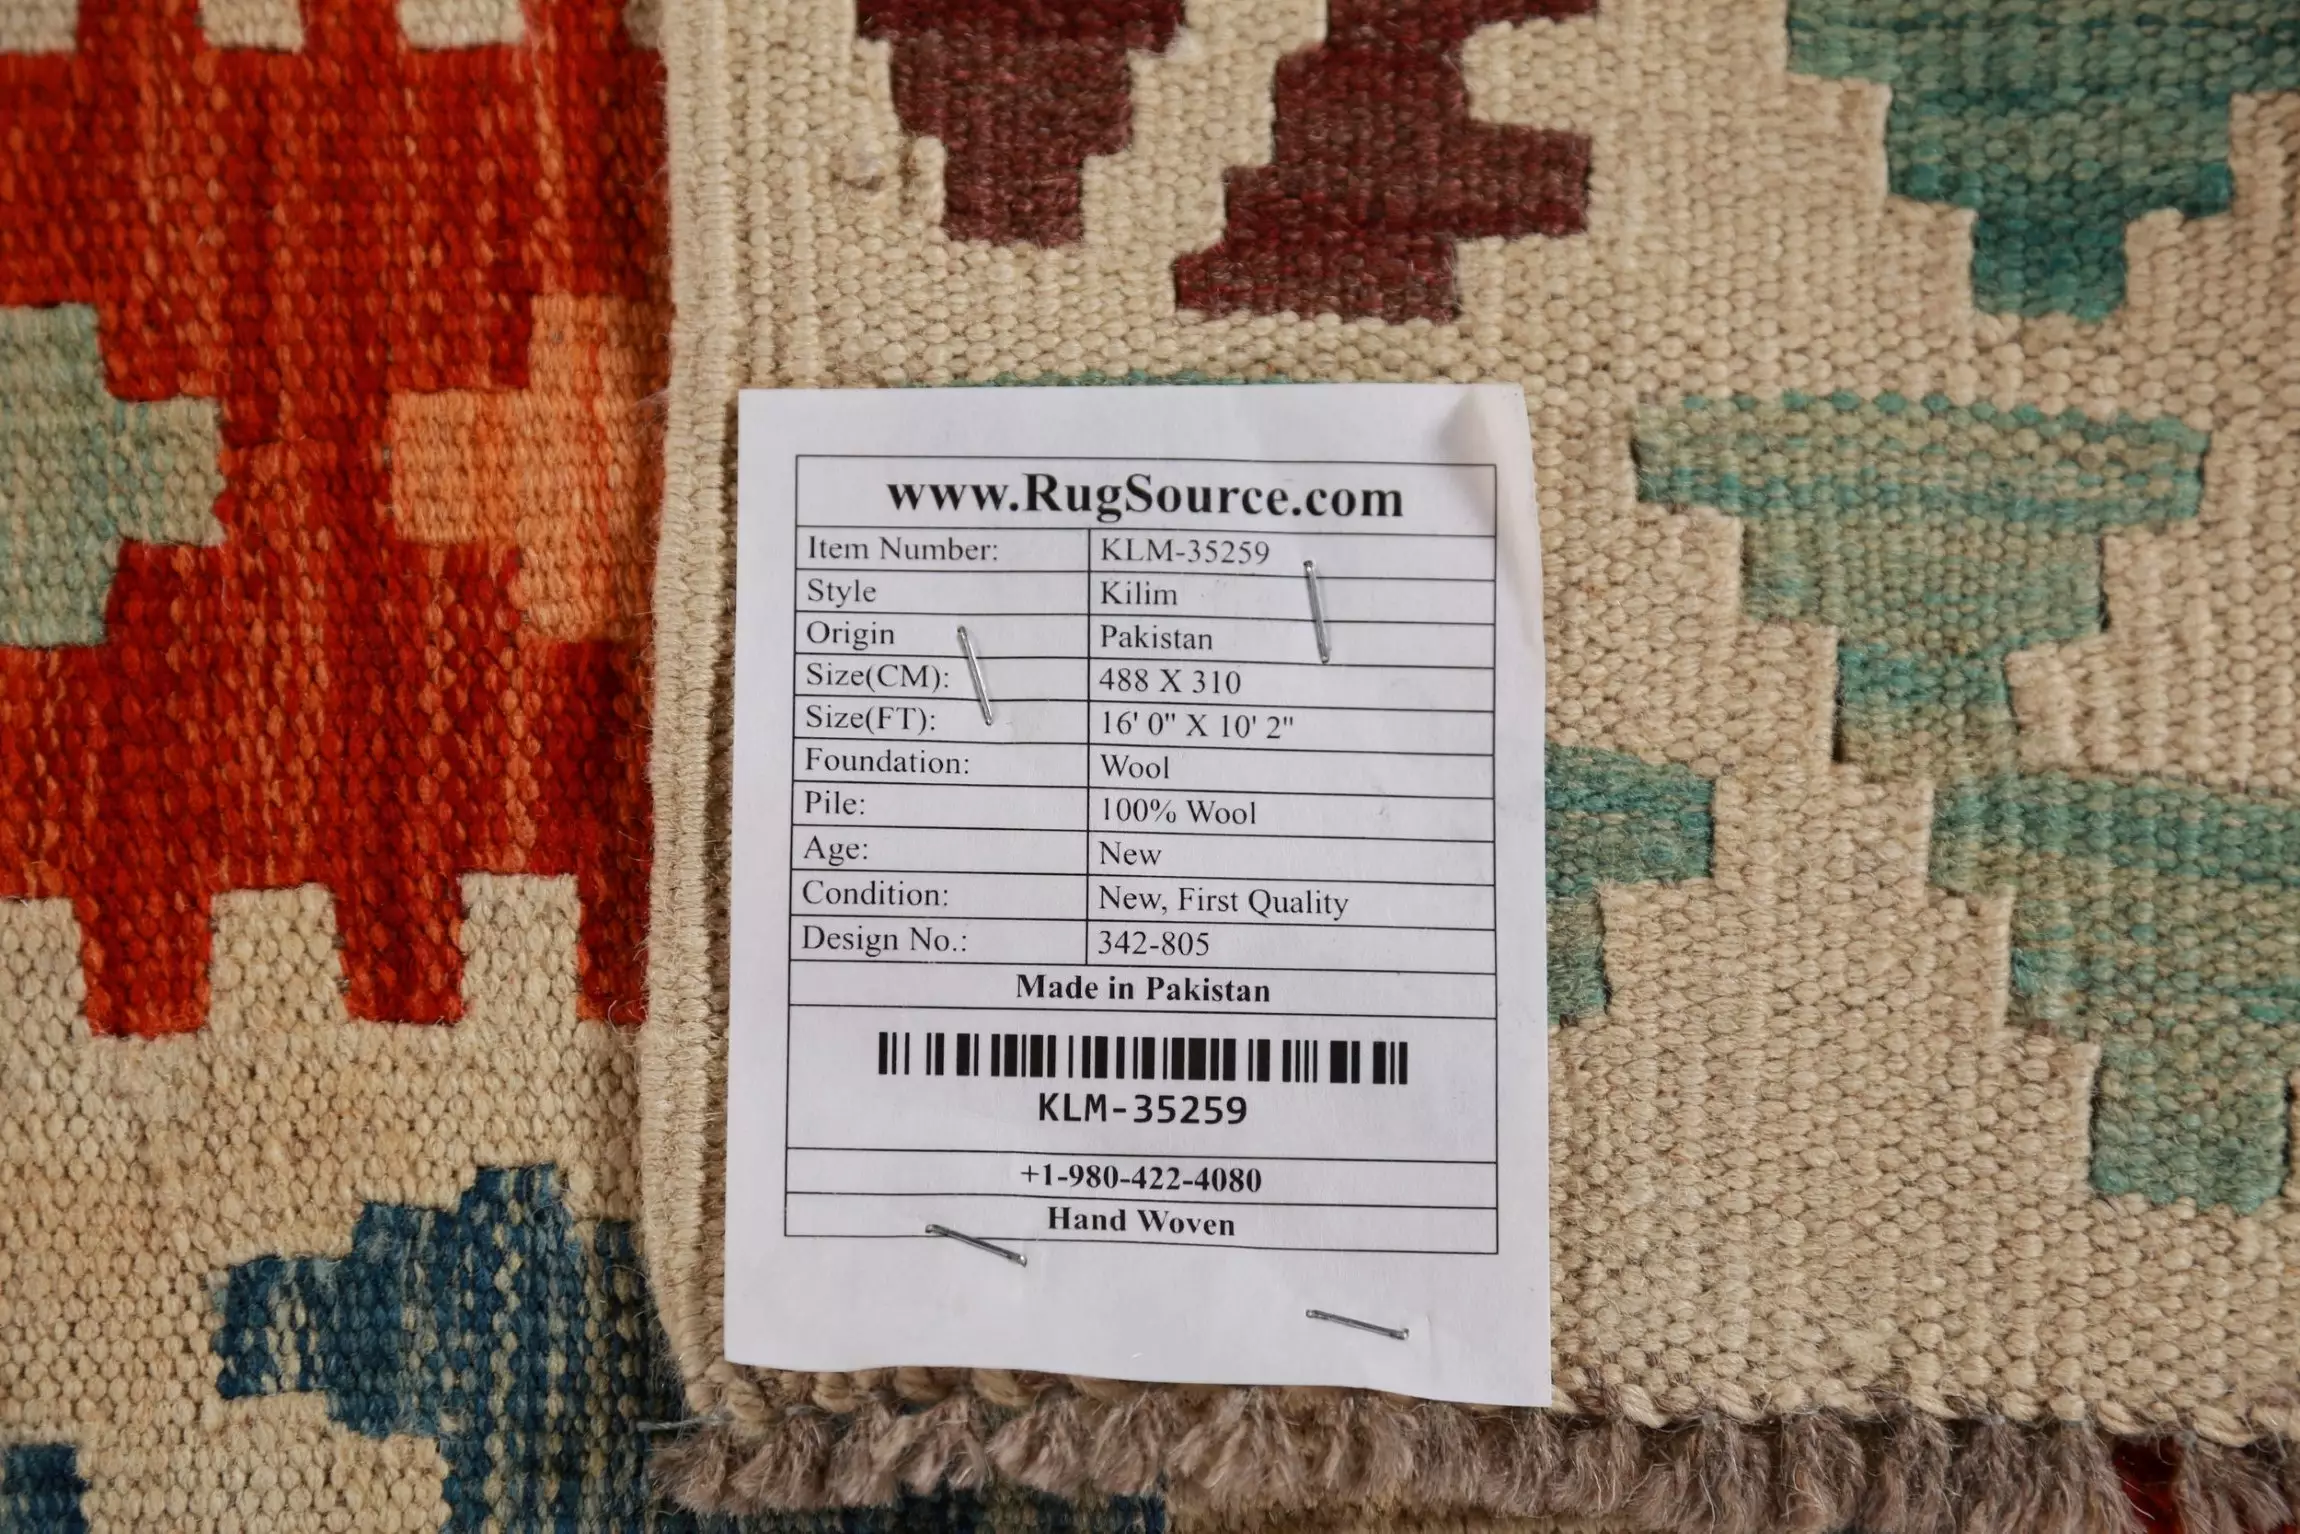 www.RugSource.com
Item Number: KLM-35259
Style Kilim
Origin Pakistan
Size(CM): 488 X 310
Size(FT): 16' 0" X 10' 2"
Foundation: Wool
Pile: 100% Wool
Age: New
Condition: New, First Quality
Design No.: 342-805
Made in Pakistan
KLM-35259
+1-980-422-4080
Hand Woven